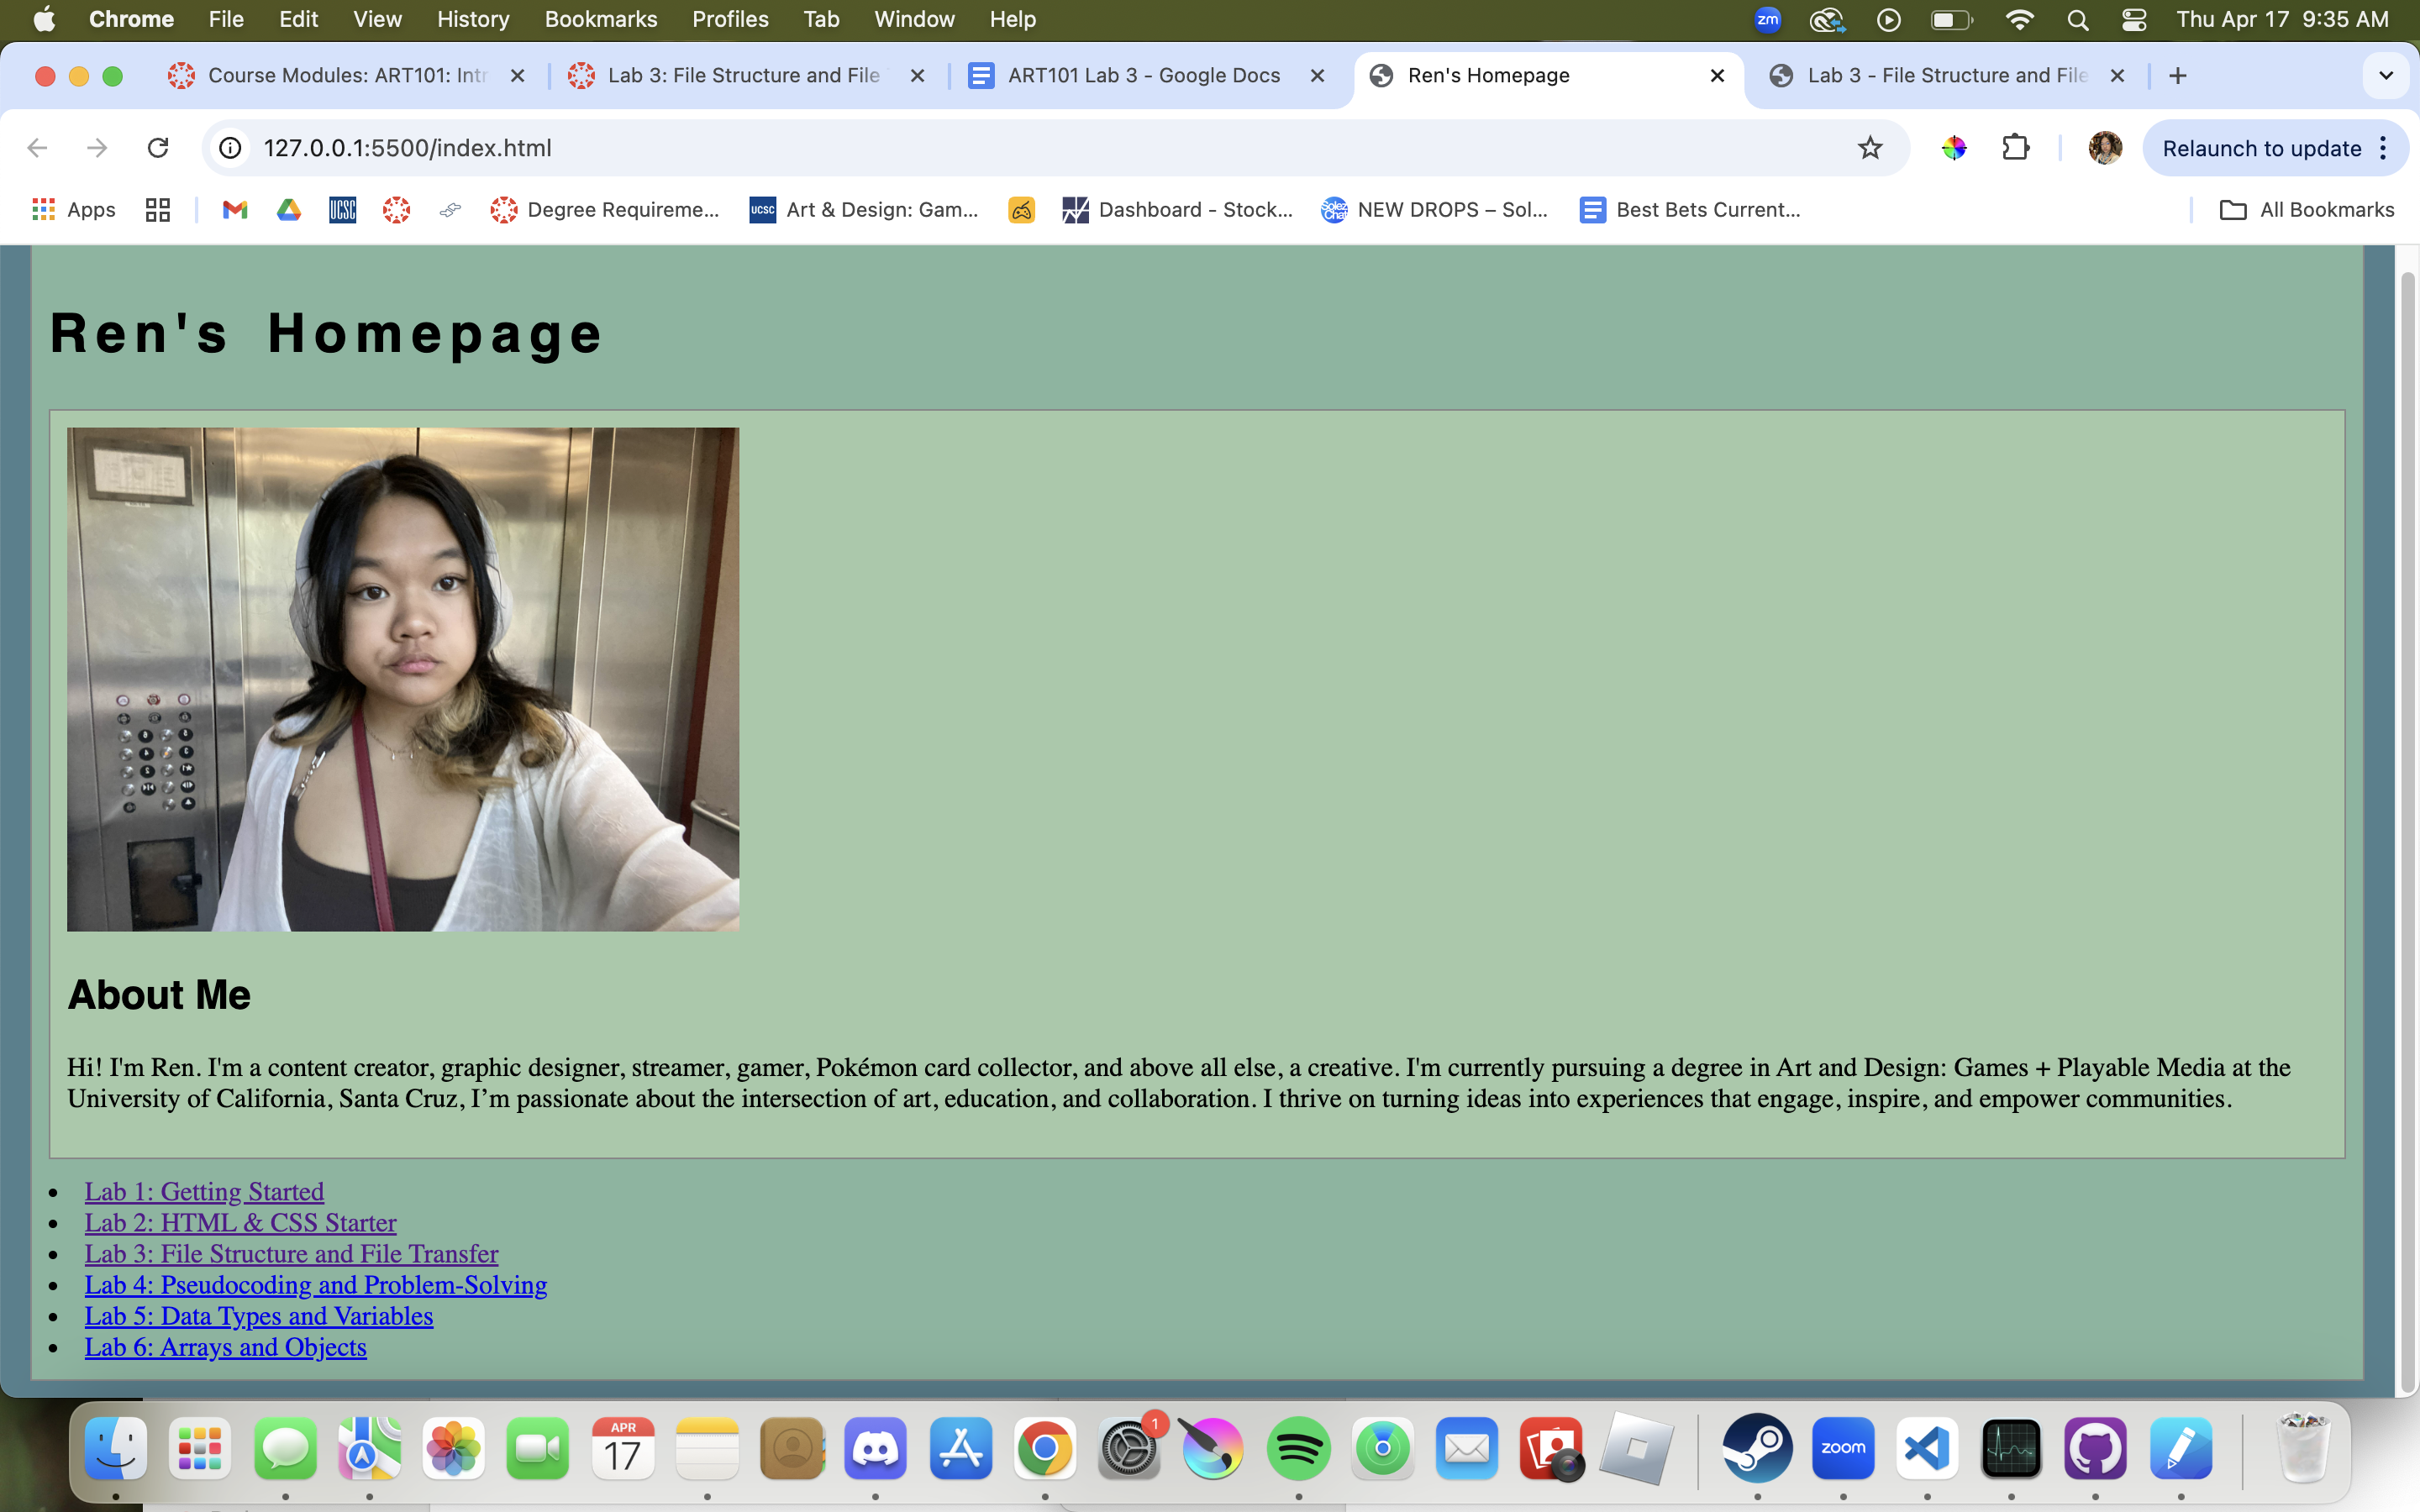 Chrome File Edit View History Bookmarks Profiles Tab Window Help zm Thu Apr 17 9:35 AM
Course Modules: ART101: Intr Lab 3: File Structure and File ART101 Lab 3 - Google Docs Ren's Homepage Lab 3 - File Structure and File
127.0.0.1:5500/index.html Relaunch to update
Apps UCSC Degree Requireme... UCSC Art & Design: Gam... Dashboard - Stock... NEW DROPS – Sol... Best Bets Current... All Bookmarks
Ren's Homepage
About Me
Hi! I'm Ren. I'm a content creator, graphic designer, streamer, gamer, Pokémon card collector, and above all else, a creative. I'm currently pursuing a degree in Art and Design: Games + Playable Media at the
University of California, Santa Cruz, I’m passionate about the intersection of art, education, and collaboration. I thrive on turning ideas into experiences that engage, inspire, and empower communities.
Lab 1: Getting Started
Lab 2: HTML & CSS Starter
Lab 3: File Structure and File Transfer
Lab 4: Pseudocoding and Problem-Solving
Lab 5: Data Types and Variables
Lab 6: Arrays and Objects
APR
17
1
zoom